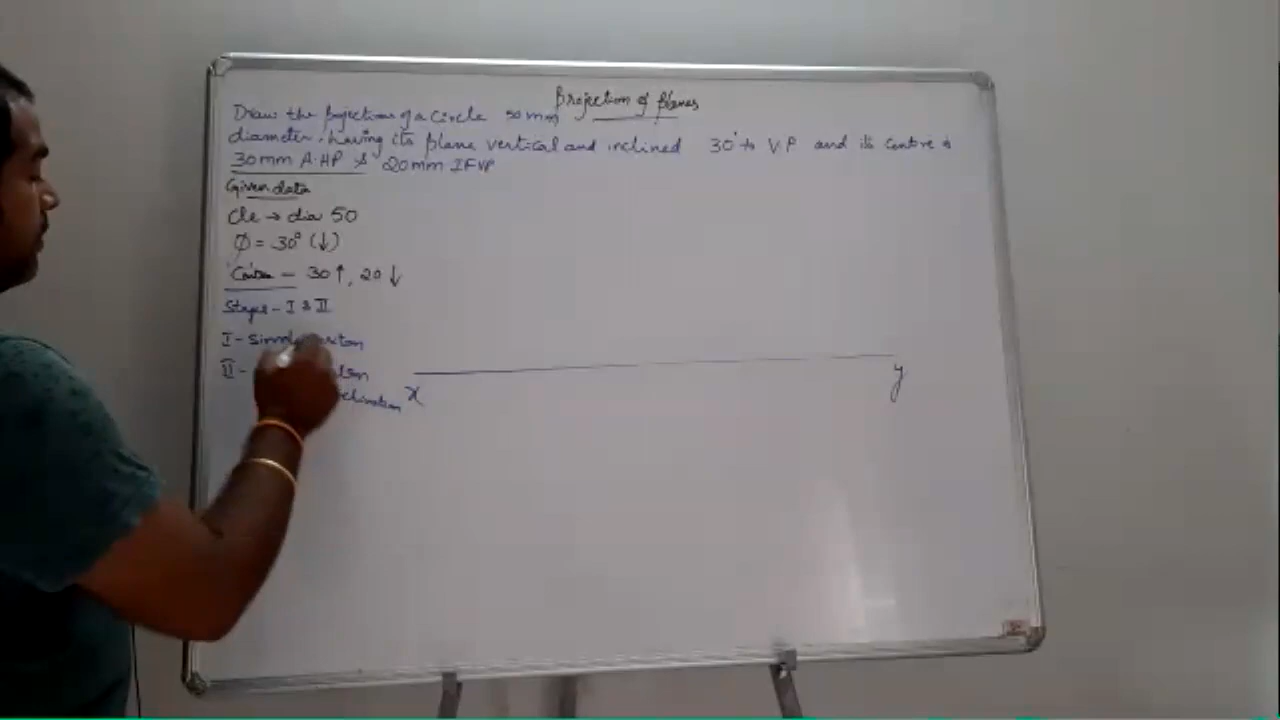 Projection of planes
Draw the Projections of a circle 50mm
diameter, having its plane vertical and inclined 30° to V.P and its centre is
30mm A.HP & 20mm IFVP
Given data
Cle → dia 50
Ø = 30° (↓)
Centre - 30↑, 20↓
Stages - I & II
I -
II -
x y